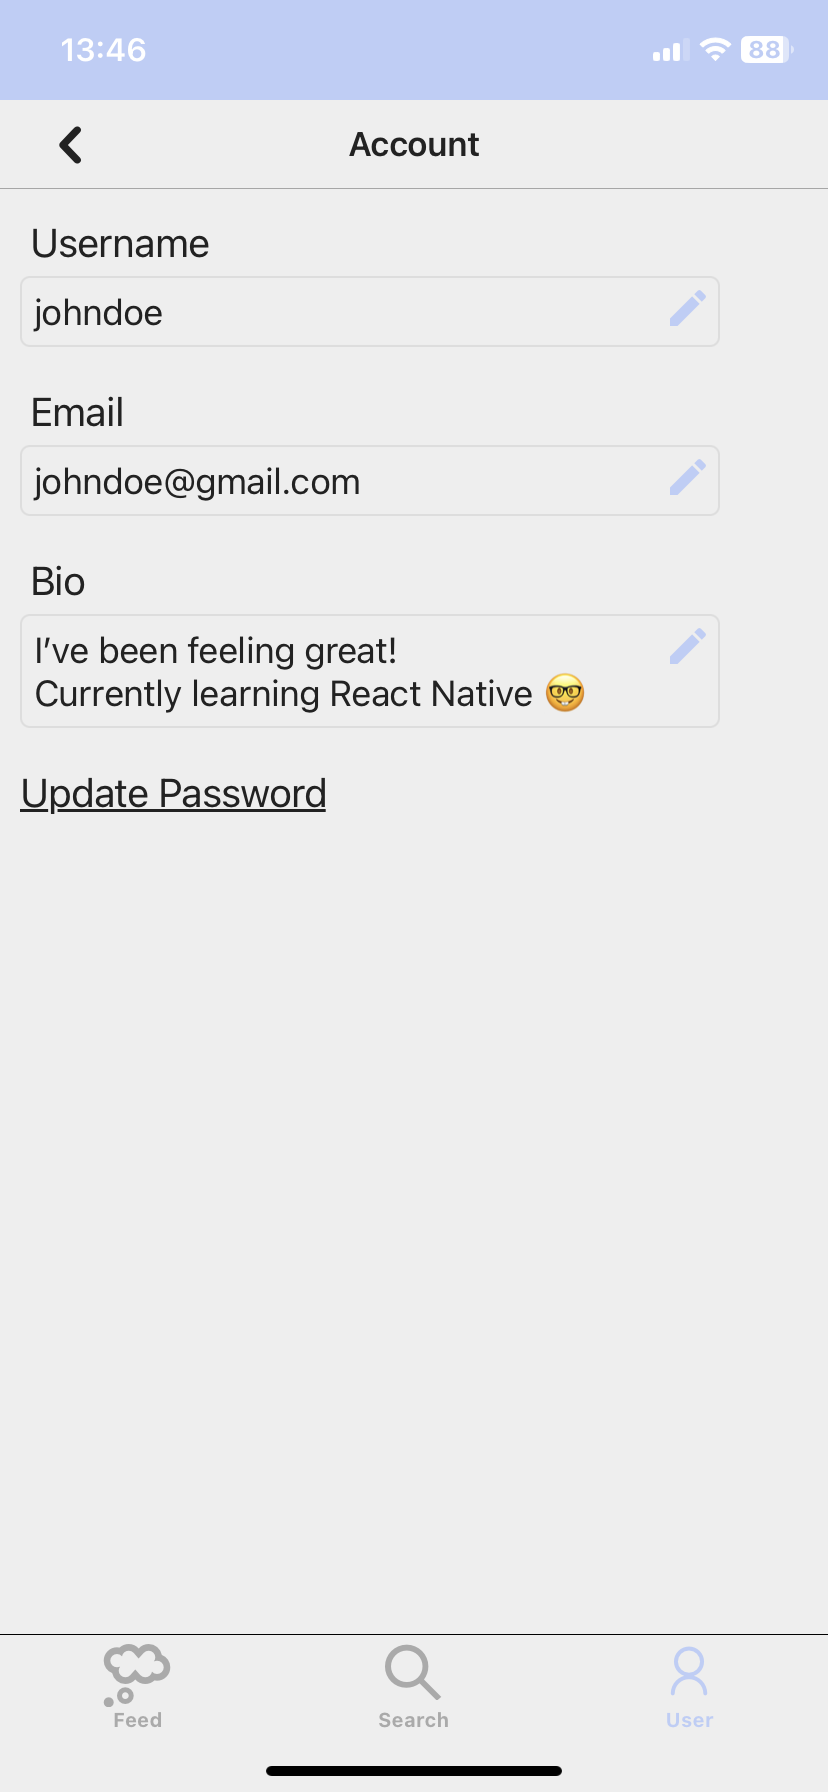 13:46
88
Account
Username
johndoe
Email
johndoe@gmail.com
Bio
I’ve been feeling great!
Currently learning React Native 🤓
Update Password
Feed
Search
User